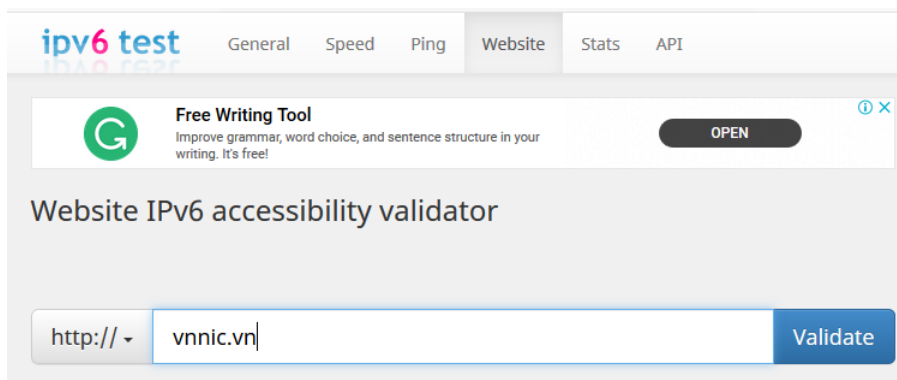 ipv6 test General Speed Ping Website Stats API
Free Writing Tool
Improve grammar, word choice, and sentence structure in your
writing. It's free!
OPEN
Website IPv6 accessibility validator
http:// vnnic.vn Validate